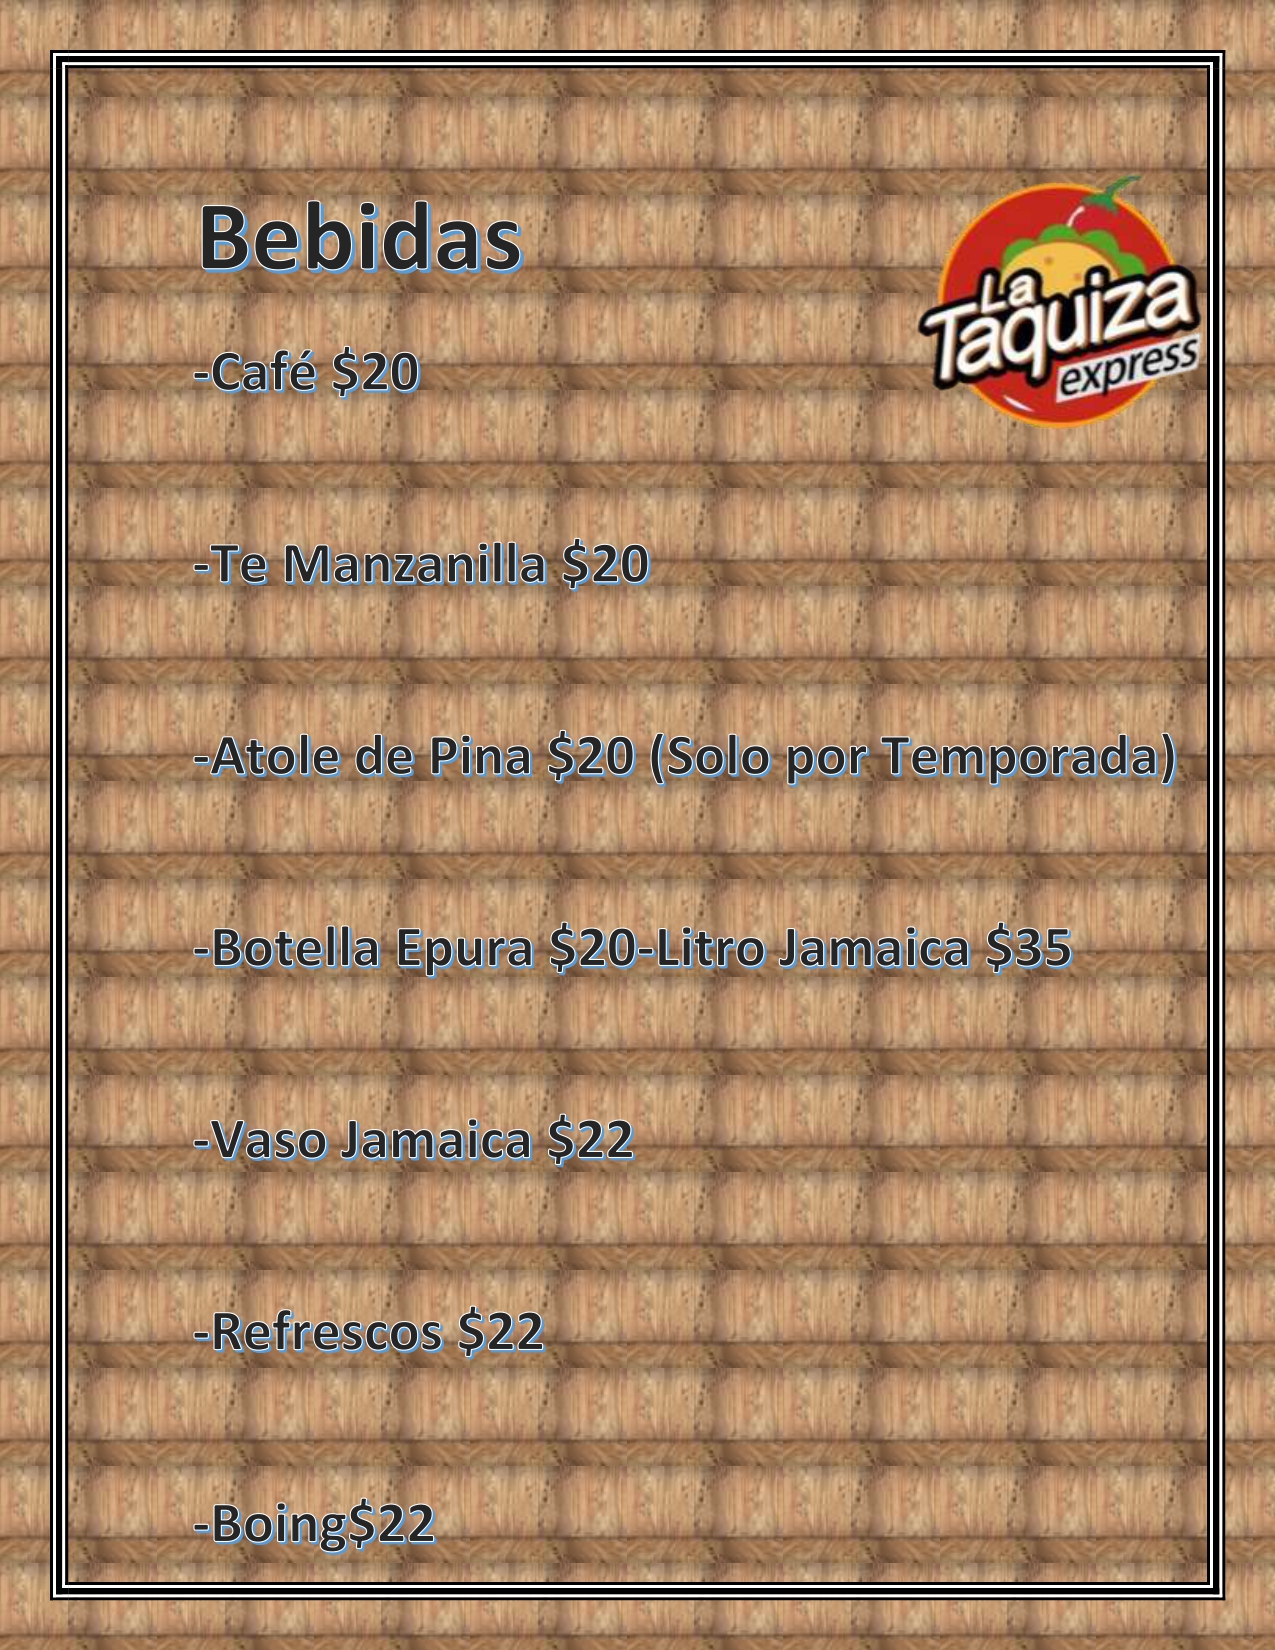 Bebidas
La
Taquiza
express
-Café $20
-Te Manzanilla $20
-Atole de Pina $20 (Solo por Temporada)
-Botella Epura $20-Litro Jamaica $35
-Vaso Jamaica $22
-Refrescos $22
-Boing$22